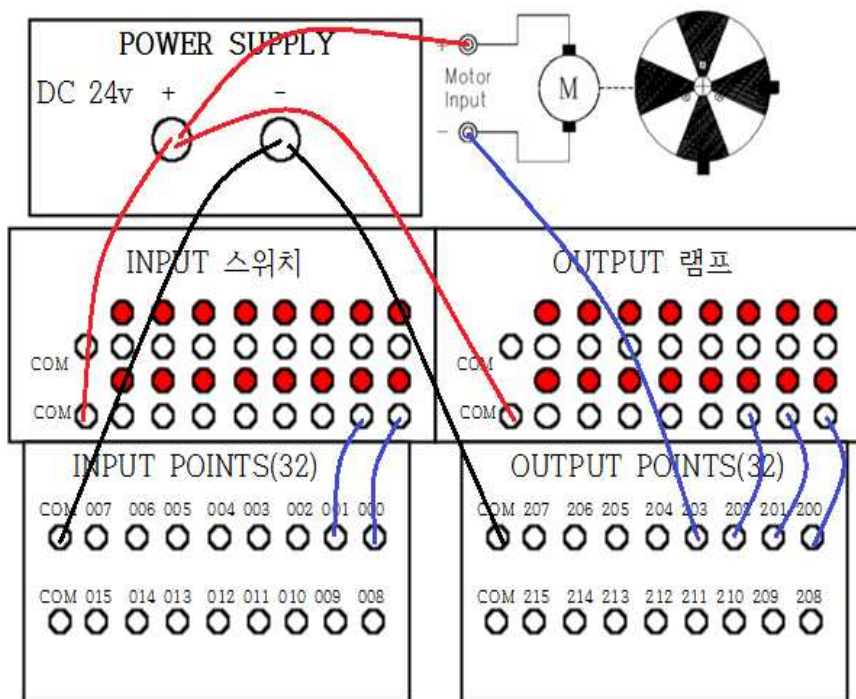 POWER SUPPLY
DC 24v + -
+
Motor
Input
-
M
INPUT 스위치
COM
COM
OUTPUT 램프
COM
COM
INPUT POINTS(32)
COM 007 006 005 004 003 002 001 000
COM 015 014 013 012 011 010 009 008
OUTPUT POINTS(32)
COM 207 206 205 204 203 202 201 200
COM 215 214 213 212 211 210 209 208